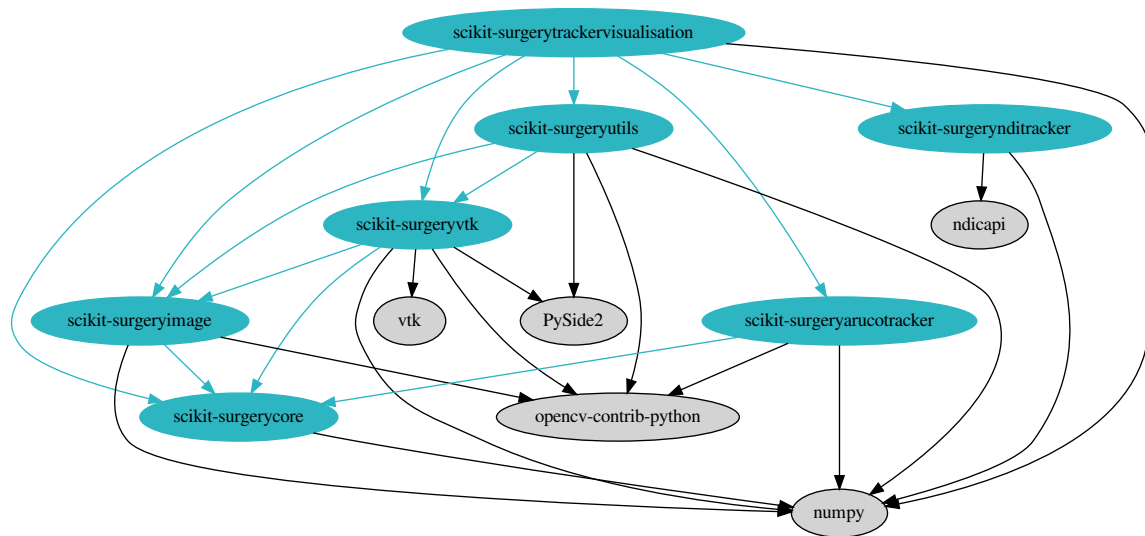 scikit-surgerytrackervisualisation
scikit-surgeryutils
scikit-surgerynditracker
scikit-surgeryvtk
ndicapi
scikit-surgeryimage
vtk
PySide2
scikit-surgeryarucotracker
scikit-surgerycore
opencv-contrib-python
numpy